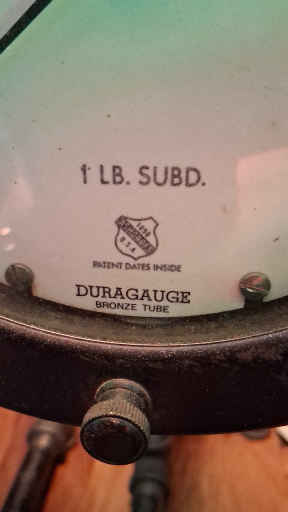 1 LB. SUBD.
U.S.A.
PATENT DATES INSIDE
DURAGAUGE
BRONZE TUBE